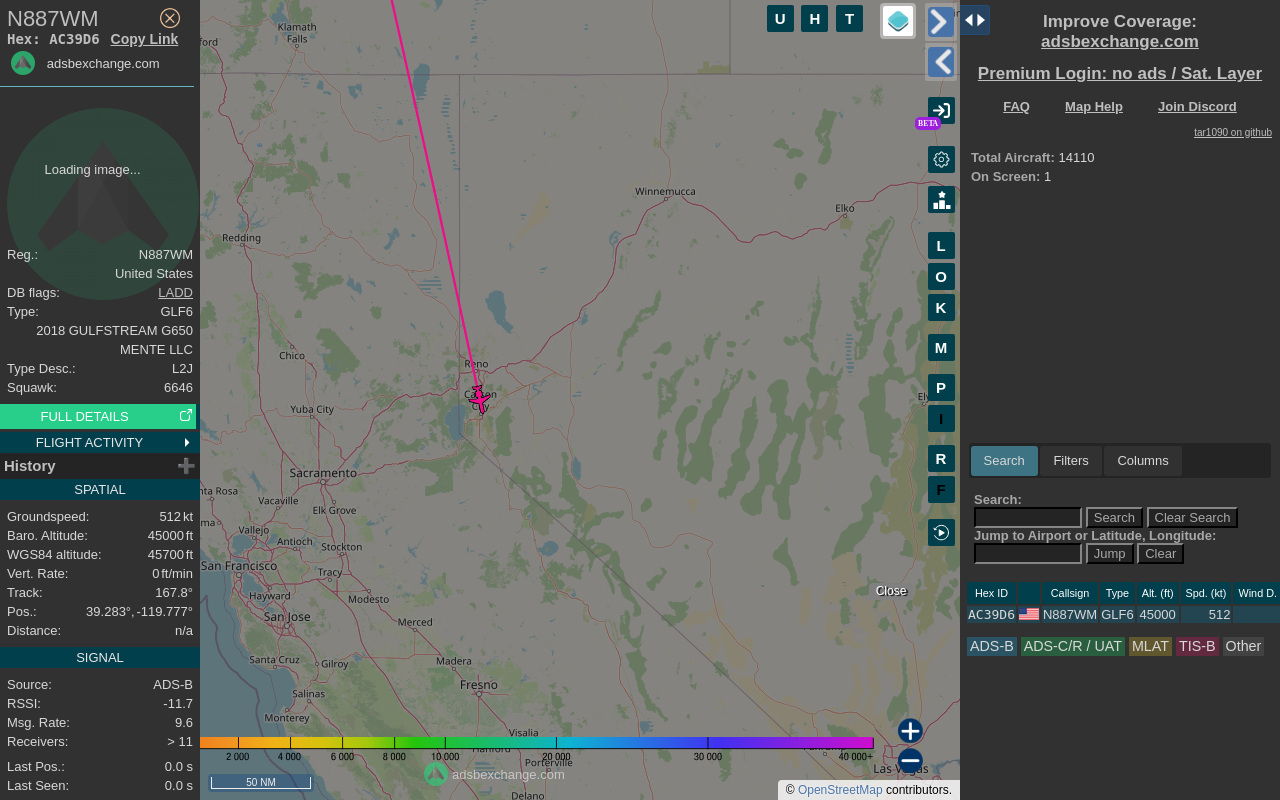 N887WM
Hex: AC39D6 Copy Link
adsbexchange.com
Loading image...
Reg.: N887WM
United States
DB flags: LADD
Type: GLF6
2018 GULFSTREAM G650
MENTE LLC
Type Desc.: L2J
Squawk: 6646
FULL DETAILS
FLIGHT ACTIVITY
History
SPATIAL
Groundspeed: 512 kt
Baro. Altitude: 45000 ft
WGS84 altitude: 45700 ft
Vert. Rate: 0 ft/min
Track: 167.8°
Pos.: 39.283°, -119.777°
Distance: n/a
SIGNAL
Source: ADS-B
RSSI: -11.7
Msg. Rate: 9.6
Receivers: > 11
Last Pos.: 0.0 s
Last Seen: 0.0 s
U H T
Klamath
Falls
Winnemucca
Elko
Redding
Reno
Carson
City
Chico
Yuba City
Sacramento
Vacaville
Elk Grove
Vallejo
Antioch
Stockton
San Francisco
Tracy
Hayward
Modesto
San Jose
Merced
Santa Cruz
Gilroy
Madera
Salinas
Fresno
Monterey
Visalia
Hanford
Porterville
Delano
Las Vegas
BETA
L
O
K
M
P
I
R
F
Close
2 000 4 000 6 000 8 000 10 000 20 000 30 000 40 000+
50 NM
adsbexchange.com
© OpenStreetMap contributors.
Improve Coverage:
adsbexchange.com
Premium Login: no ads / Sat. Layer
FAQ Map Help Join Discord
tar1090 on github
Total Aircraft: 14110
On Screen: 1
Search Filters Columns
Search:
Search Clear Search
Jump to Airport or Latitude, Longitude:
Jump Clear
Hex ID Callsign Type Alt. (ft) Spd. (kt) Wind D.
AC39D6 N887WM GLF6 45000 512
ADS-B ADS-C/R / UAT MLAT TIS-B Other